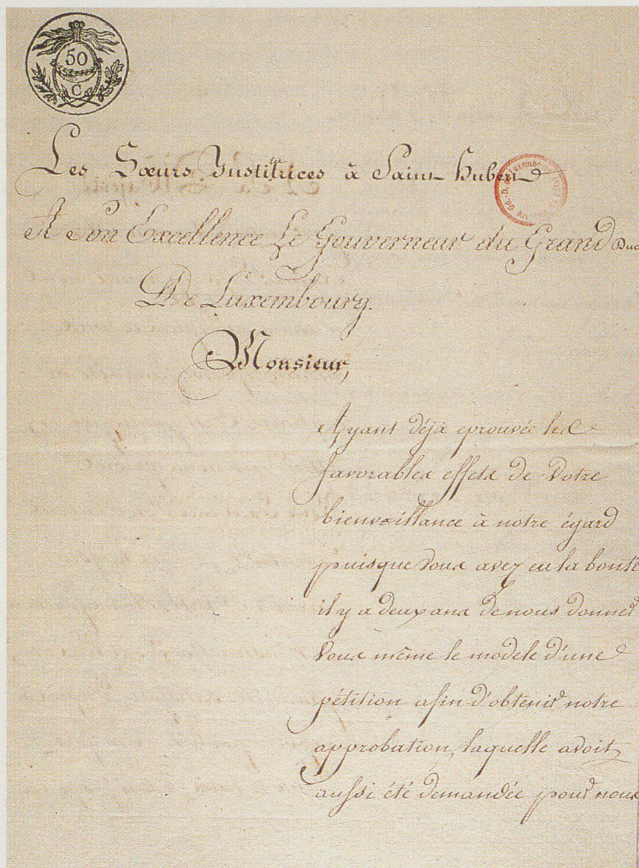 50
C
Les Sœurs Institutrices à Saint-Hubert
A Son Excellence Le Gouverneur du Grand Duc
De Luxembourg.
Monsieur,
Ayant déjà eprouvée les
favorables effets de Votre
bienveillance à notre égard
puisque vous avez eu la bonté
il y a deux ans de nous donner
vous même le modele d'une
pétition afin d'obtenir notre
approbation, laquelle avoit
aussi été demandée pour nous